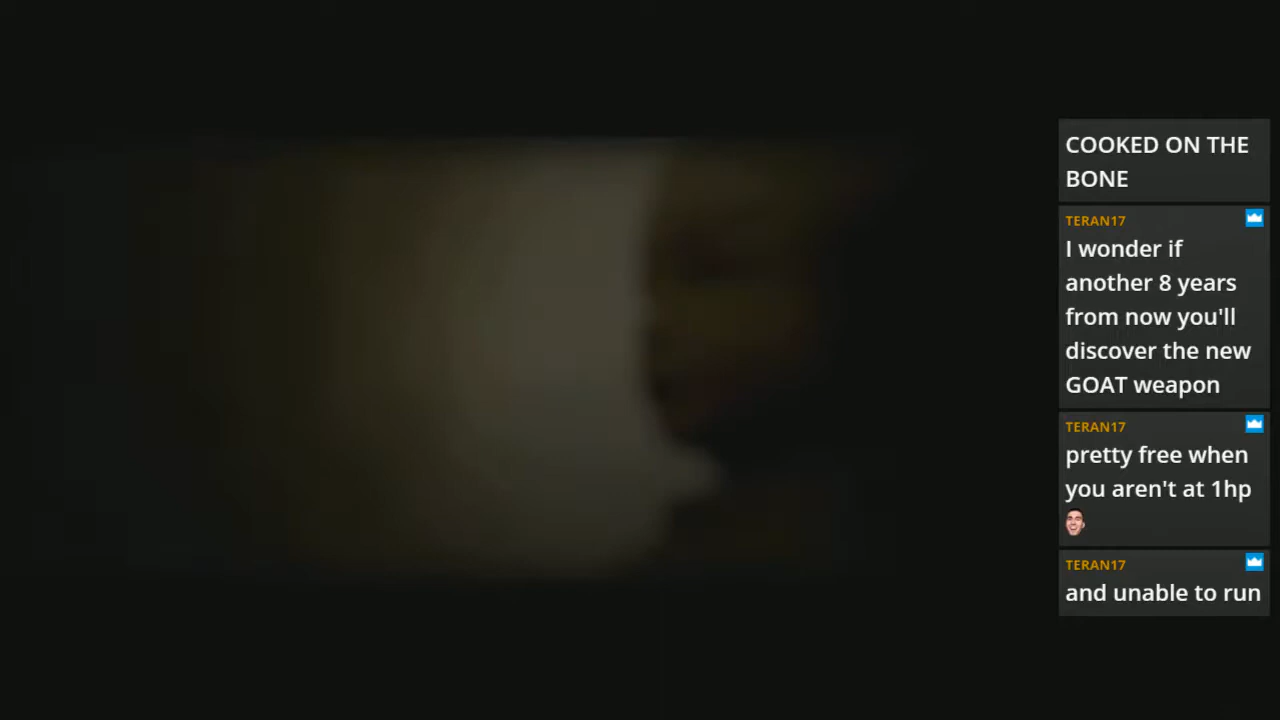 COOKED ON THE
BONE
TERAN17
I wonder if
another 8 years
from now you'll
discover the new
GOAT weapon
TERAN17
pretty free when
you aren't at 1hp
TERAN17
and unable to run